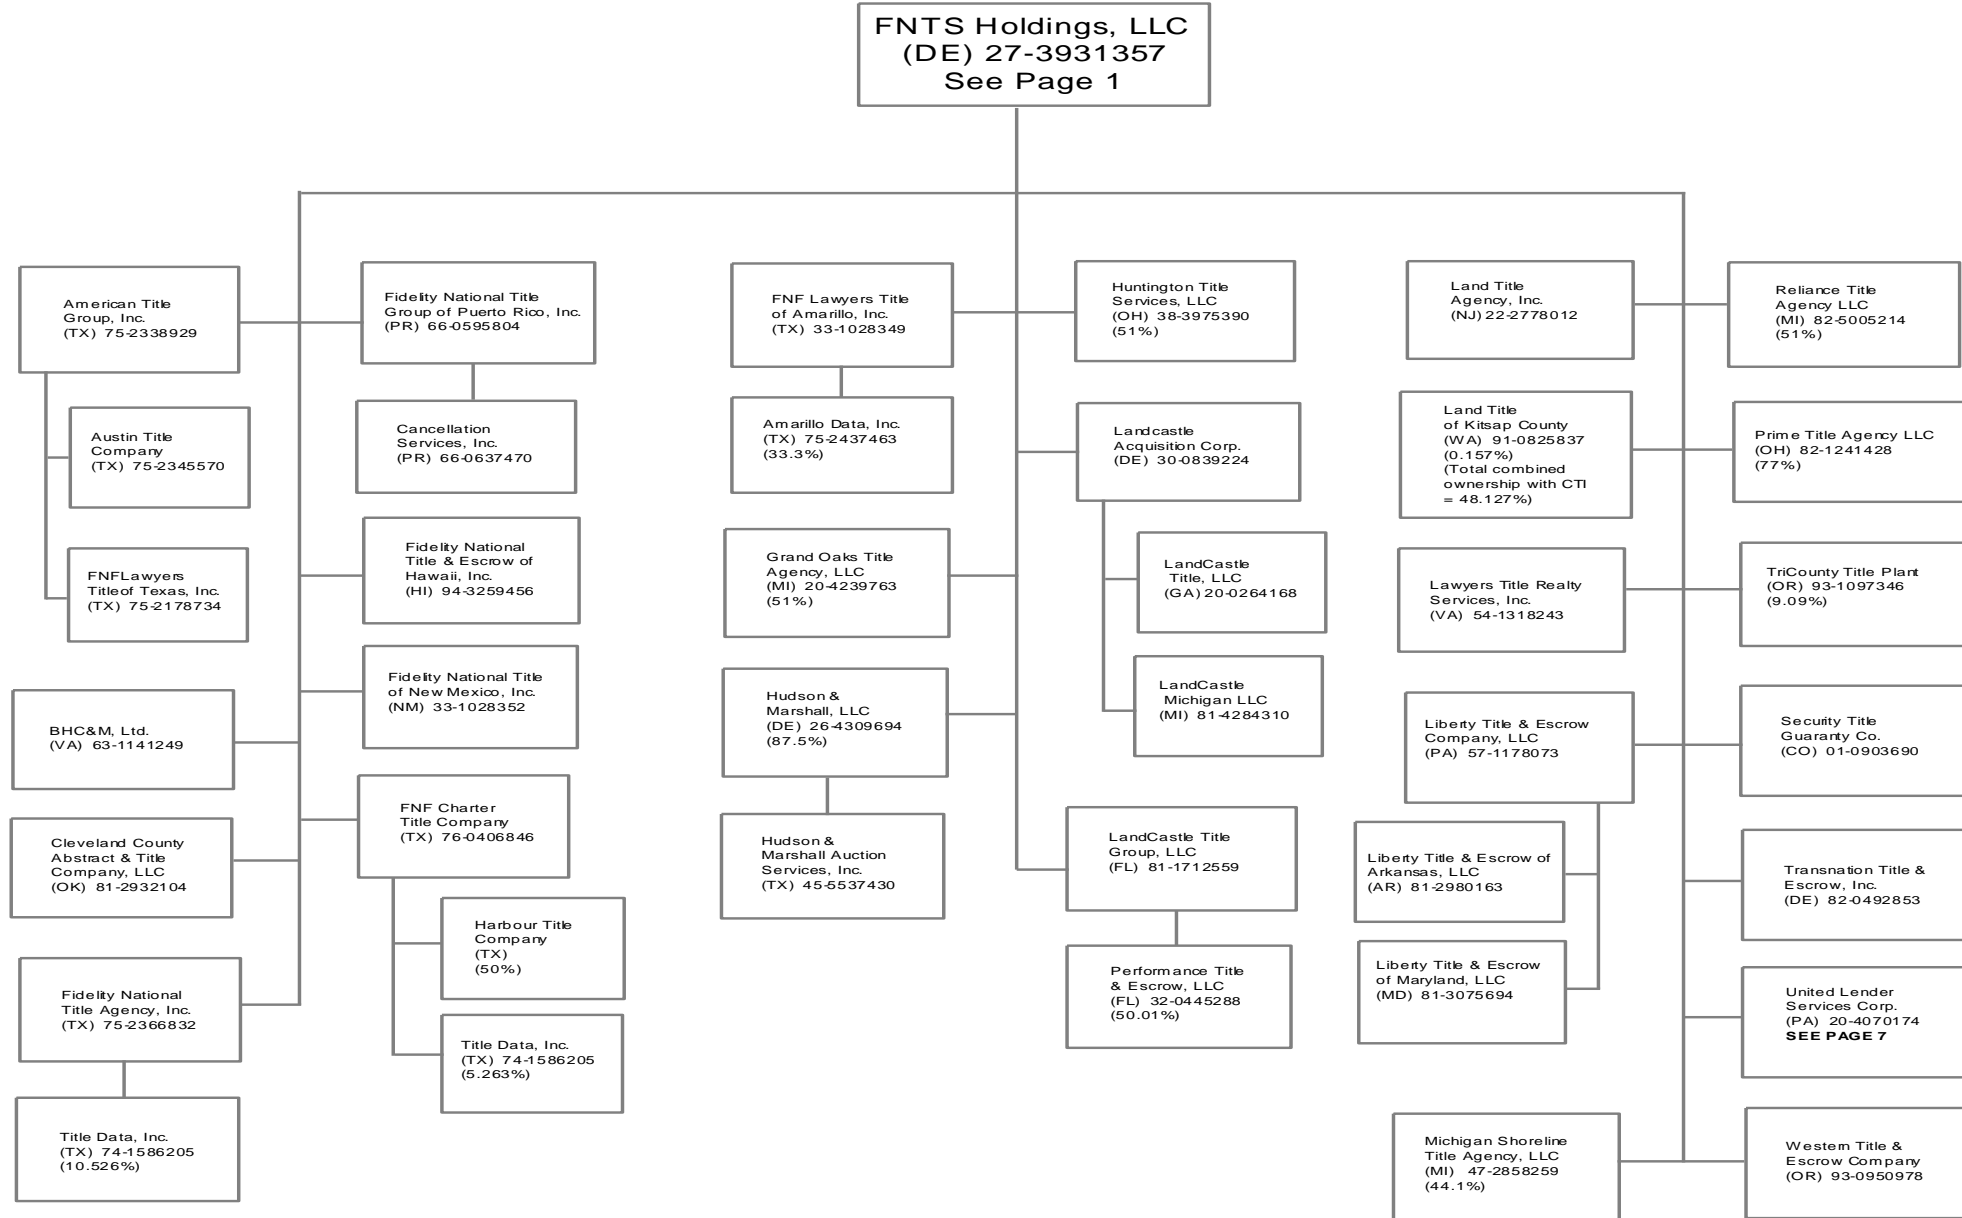 FNTS Holdings, LLC
(DE) 27-3931357
See Page 1
American Title
Group, Inc.
(TX) 75-2338929
Austin Title
Company
(TX) 75-2345570
FNFLawyers
Titleof Texas, Inc.
(TX) 75-2178734
BHC&M, Ltd.
(VA) 63-1141249
Cleveland County
Abstract & Title
Company, LLC
(OK) 81-2932104
Fidelity National
Title Agency, Inc.
(TX) 75-2366832
Title Data, Inc.
(TX) 74-1586205
(10.526%)
Fidelity National Title
Group of Puerto Rico, Inc.
(PR) 66-0595804
Cancellation
Services, Inc.
(PR) 66-0637470
Fidelity National
Title & Escrow of
Hawaii, Inc.
(HI) 94-3259456
Fidelity National Title
of New Mexico, Inc.
(NM) 33-1028352
FNF Charter
Title Company
(TX) 76-0406846
Harbour Title
Company
(TX)
(50%)
Title Data, Inc.
(TX) 74-1586205
(5.263%)
FNF Lawyers Title
of Amarillo, Inc.
(TX) 33-1028349
Amarillo Data, Inc.
(TX) 75-2437463
(33.3%)
Grand Oaks Title
Agency, LLC
(MI) 20-4239763
(51%)
Hudson &
Marshall, LLC
(DE) 26-4309694
(87.5%)
Hudson &
Marshall Auction
Services, Inc.
(TX) 45-5537430
Huntington Title
Services, LLC
(OH) 38-3975390
(51%)
Landcastle
Acquisition Corp.
(DE) 30-0839224
LandCastle
Title, LLC
(GA) 20-0264168
LandCastle
Michigan LLC
(MI) 81-4284310
LandCastle Title
Group, LLC
(FL) 81-1712559
Performance Title
& Escrow, LLC
(FL) 32-0445288
(50.01%)
Land Title
Agency, Inc.
(NJ) 22-2778012
Land Title
of Kitsap County
(WA) 91-0825837
(0.157%)
(Total combined
ownership with CTI
= 48.127%)
Lawyers Title Realty
Services, Inc.
(VA) 54-1318243
Liberty Title & Escrow
Company, LLC
(PA) 57-1178073
Liberty Title & Escrow of
Arkansas, LLC
(AR) 81-2980163
Liberty Title & Escrow
of Maryland, LLC
(MD) 81-3075694
Michigan Shoreline
Title Agency, LLC
(MI) 47-2858259
(44.1%)
Reliance Title
Agency LLC
(MI) 82-5005214
(51%)
Prime Title Agency LLC
(OH) 82-1241428
(77%)
TriCounty Title Plant
(OR) 93-1097346
(9.09%)
Security Title
Guaranty Co.
(CO) 01-0903690
Transnation Title &
Escrow, Inc.
(DE) 82-0492853
United Lender
Services Corp.
(PA) 20-4070174
SEE PAGE 7
Western Title &
Escrow Company
(OR) 93-0950978